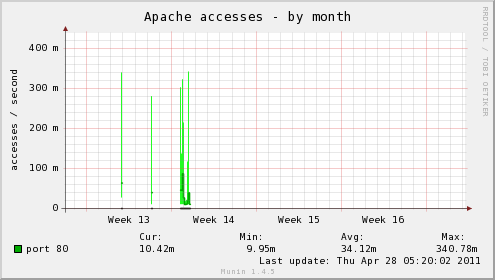 Apache accesses - by month
RRDTOOL / TOBI OETIKER
accesses / second
400 m
300 m
200 m
100 m
0
Week 13 Week 14 Week 15 Week 16
Cur: Min: Avg: Max:
port 80 10.42m 9.95m 34.12m 340.78m
Last update: Thu Apr 28 05:20:02 2011
Munin 1.4.5